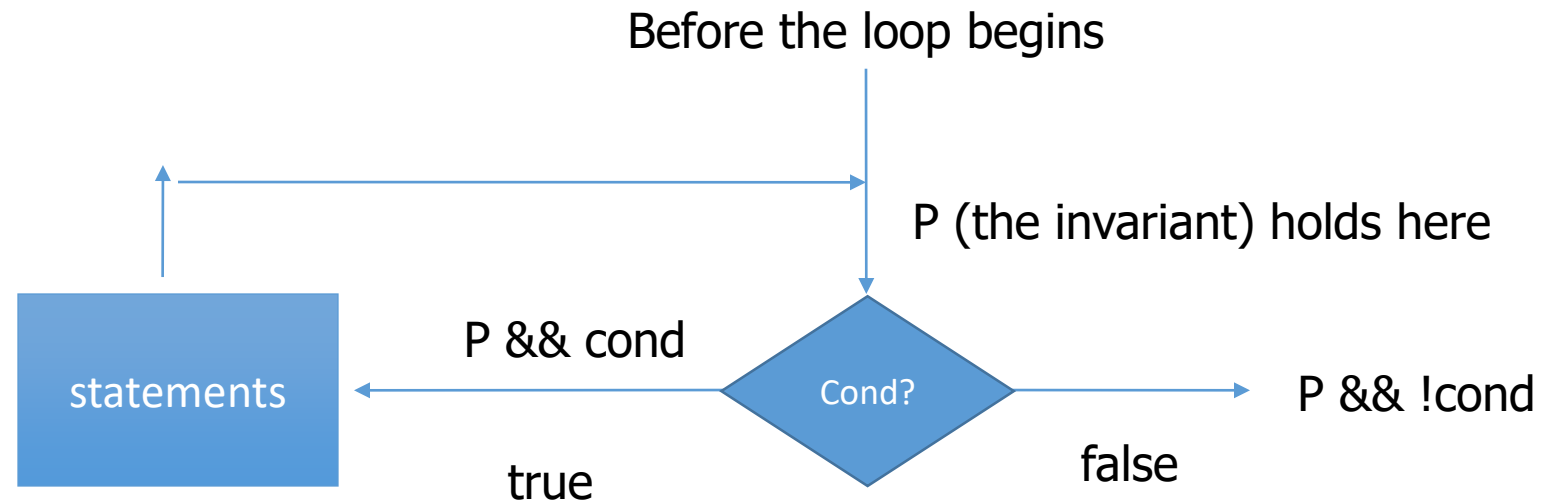 Before the loop begins
P (the invariant) holds here
P && cond
statements
Cond?
P && !cond
true
false